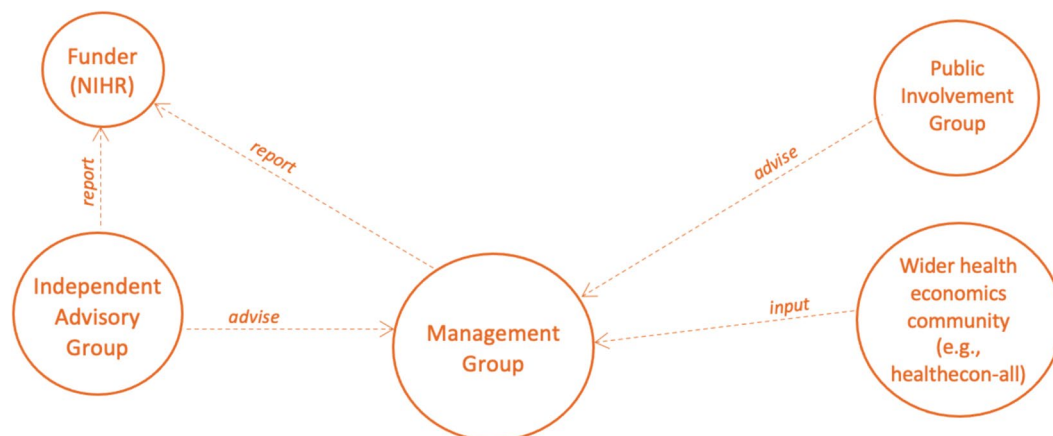 Funder
(NIHR)
Public
Involvement
Group
report
report
advise
Independent
Advisory
Group
advise
Management
Group
input
Wider health
economics
community
(e.g.,
healthecon-all)